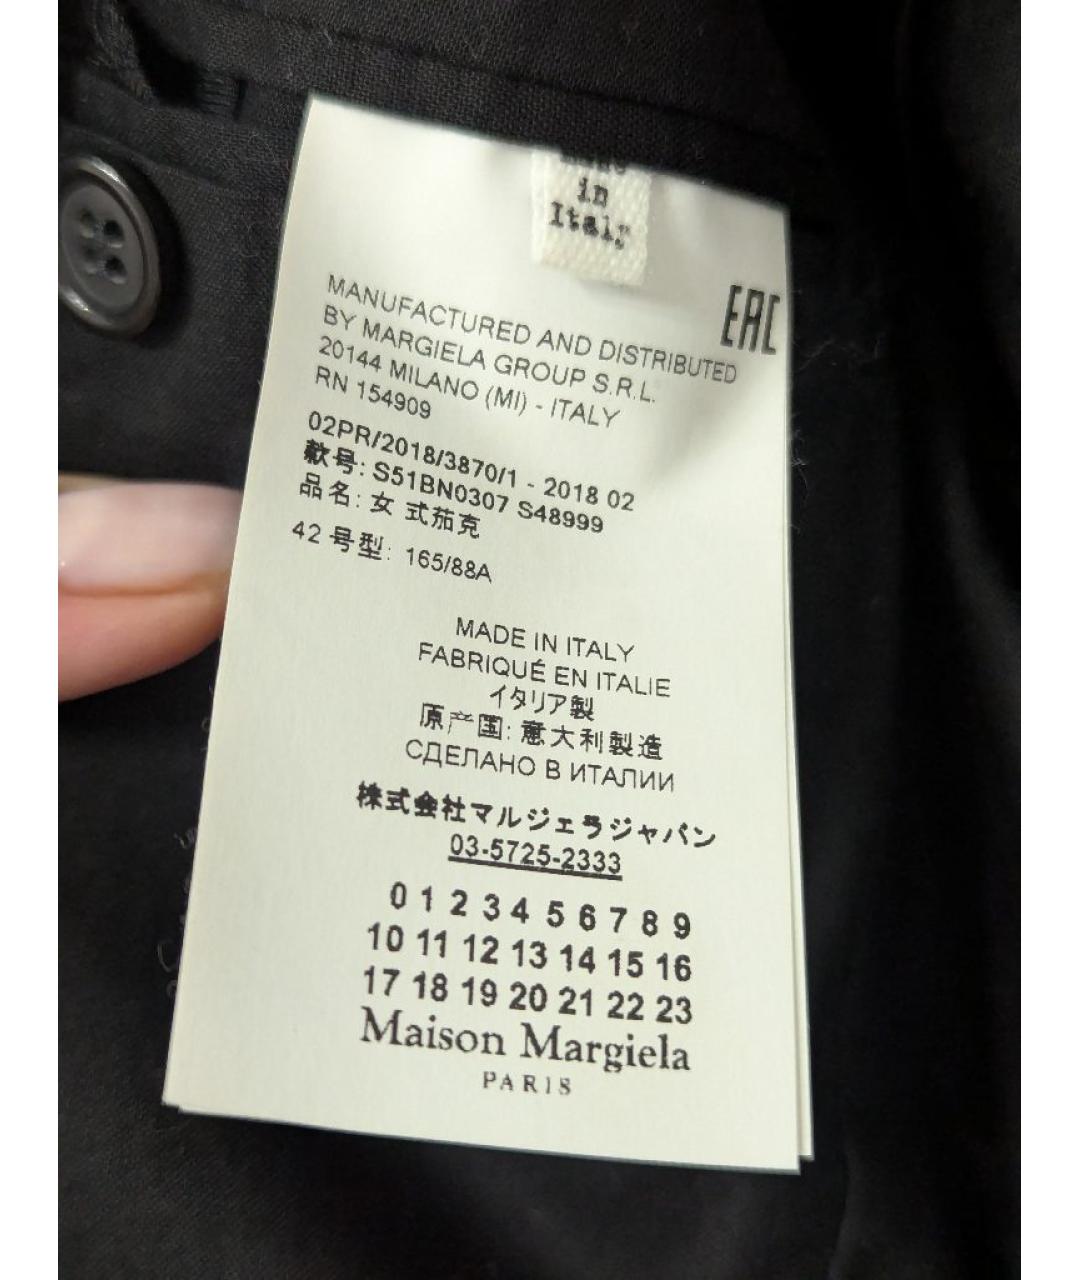 in
Italy
EAC
MANUFACTURED AND DISTRIBUTED
BY MARGIELA GROUP S.R.L.
20144 MILANO (MI) - ITALY
RN 154909
02PR/2018/3870/1 - 2018 02
款号: S51BN0307 S48999
品名: 女 式茄克
42 号型: 165/88A
MADE IN ITALY
FABRIQUÉ EN ITALIE
イタリア製
原产国: 意大利製造
СДЕЛАНО В ИТАЛИИ
株式会社マルジェラジャパン
03-5725-2333
0 1 2 3 4 5 6 7 8 9
10 11 12 13 14 15 16
17 18 19 20 21 22 23
Maison Margiela
PARIS